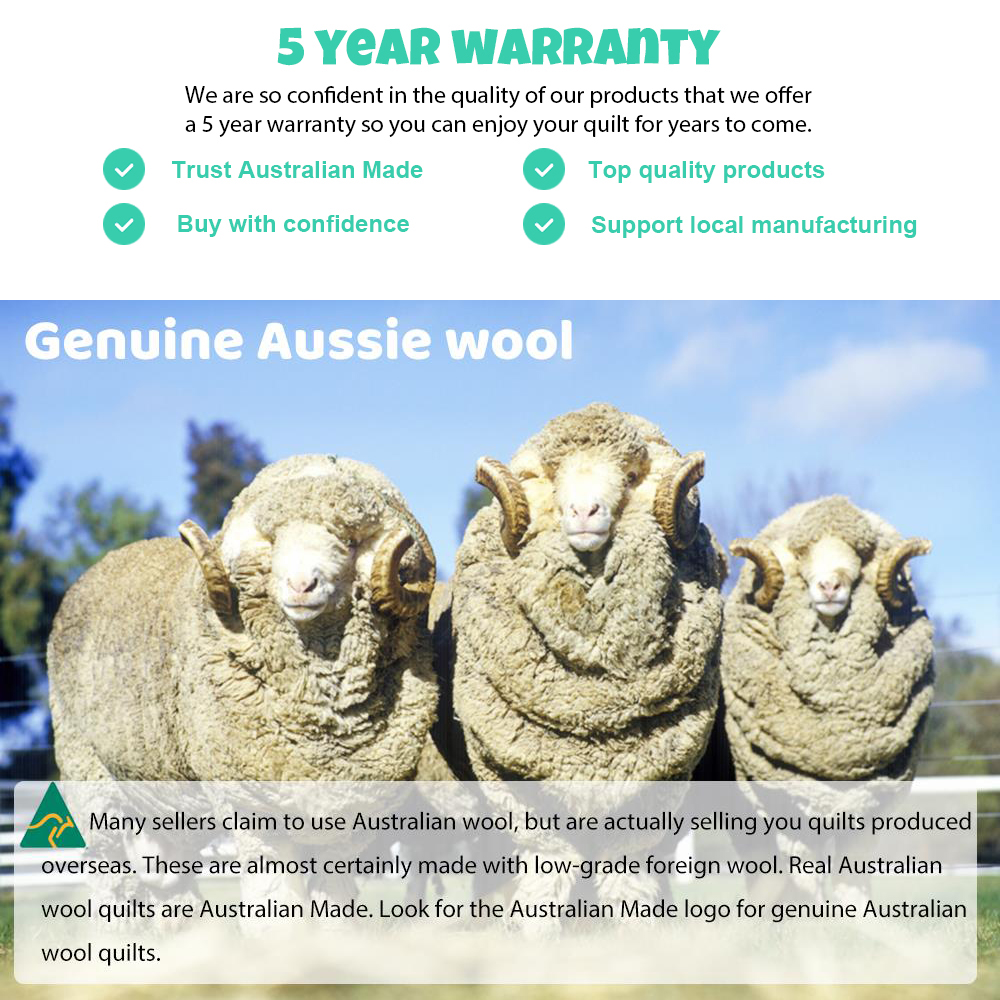 5 YEAR WARRANTY
We are so confident in the quality of our products that we offer
a 5 year warranty so you can enjoy your quilt for years to come.
Trust Australian Made
Top quality products
Buy with confidence
Support local manufacturing
Genuine Aussie wool
Many sellers claim to use Australian wool, but are actually selling you quilts produced
overseas. These are almost certainly made with low-grade foreign wool. Real Australian
wool quilts are Australian Made. Look for the Australian Made logo for genuine Australian
wool quilts.